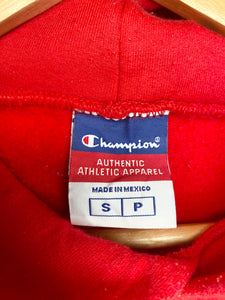 Champion
AUTHENTIC
ATHLETIC APPAREL
MADE IN MEXICO
S P